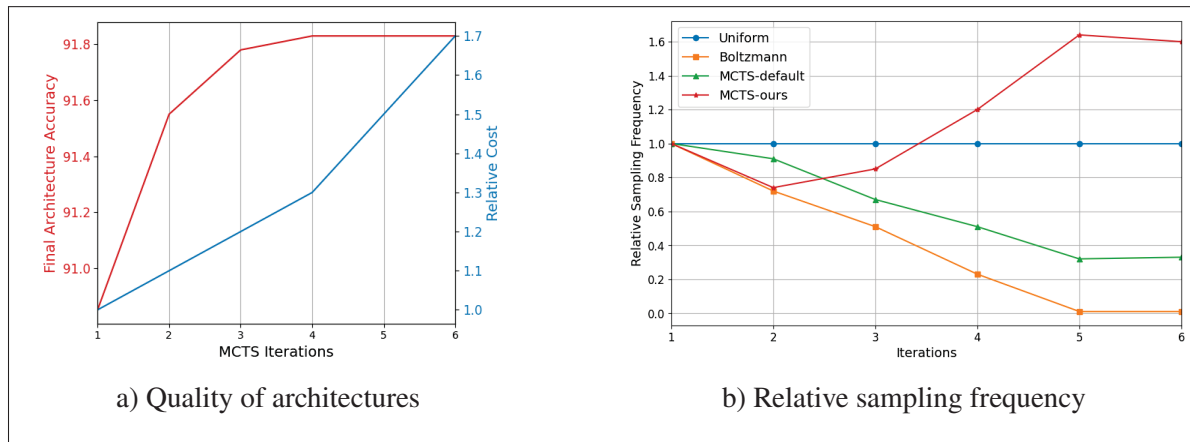 Final Architecture Accuracy
91.8
91.6
91.4
91.2
91.0
1.7
1.6
1.5
1.4
1.3
1.2
1.1
1.0
Relative Cost
1 2 3 4 5 6
MCTS Iterations
a) Quality of architectures
Relative Sampling Frequency
1.6
1.4
1.2
1.0
0.8
0.6
0.4
0.2
0.0
Uniform
Boltzmann
MCTS-default
MCTS-ours
1 2 3 4 5 6
Iterations
b) Relative sampling frequency